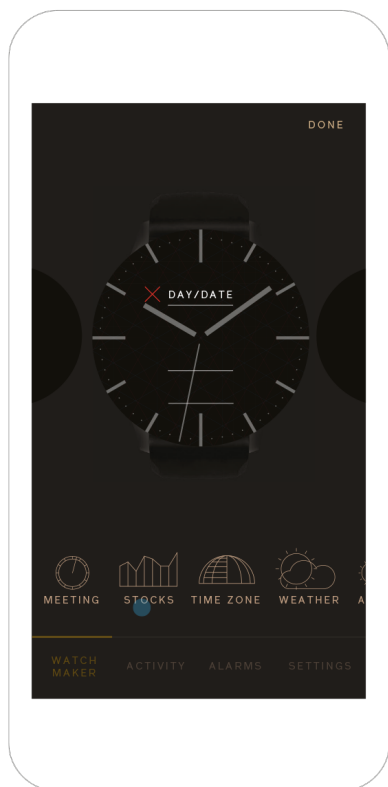 DONE
DAY/DATE
MEETING
STOCKS
TIME ZONE
WEATHER
A
WATCH
MAKER
ACTIVITY
ALARMS
SETTINGS